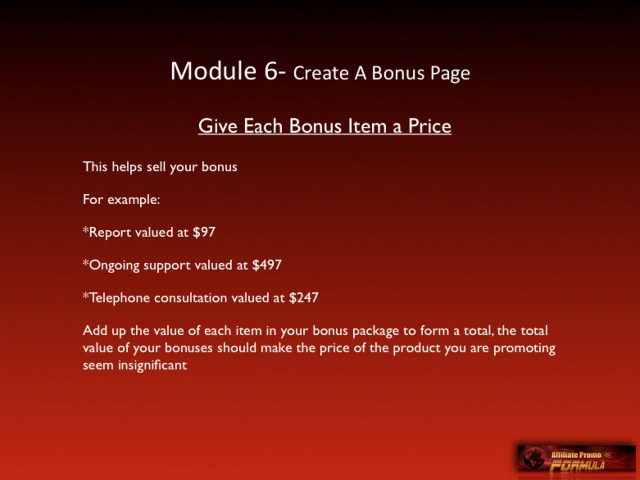 Module 6- Create A Bonus Page
Give Each Bonus Item a Price
This helps sell your bonus
For example:
*Report valued at $97
*Ongoing support valued at $497
*Telephone consultation valued at $247
Add up the value of each item in your bonus package to form a total, the total
value of your bonuses should make the price of the product you are promoting
seem insignificant
Affiliate Promo
FORMULA